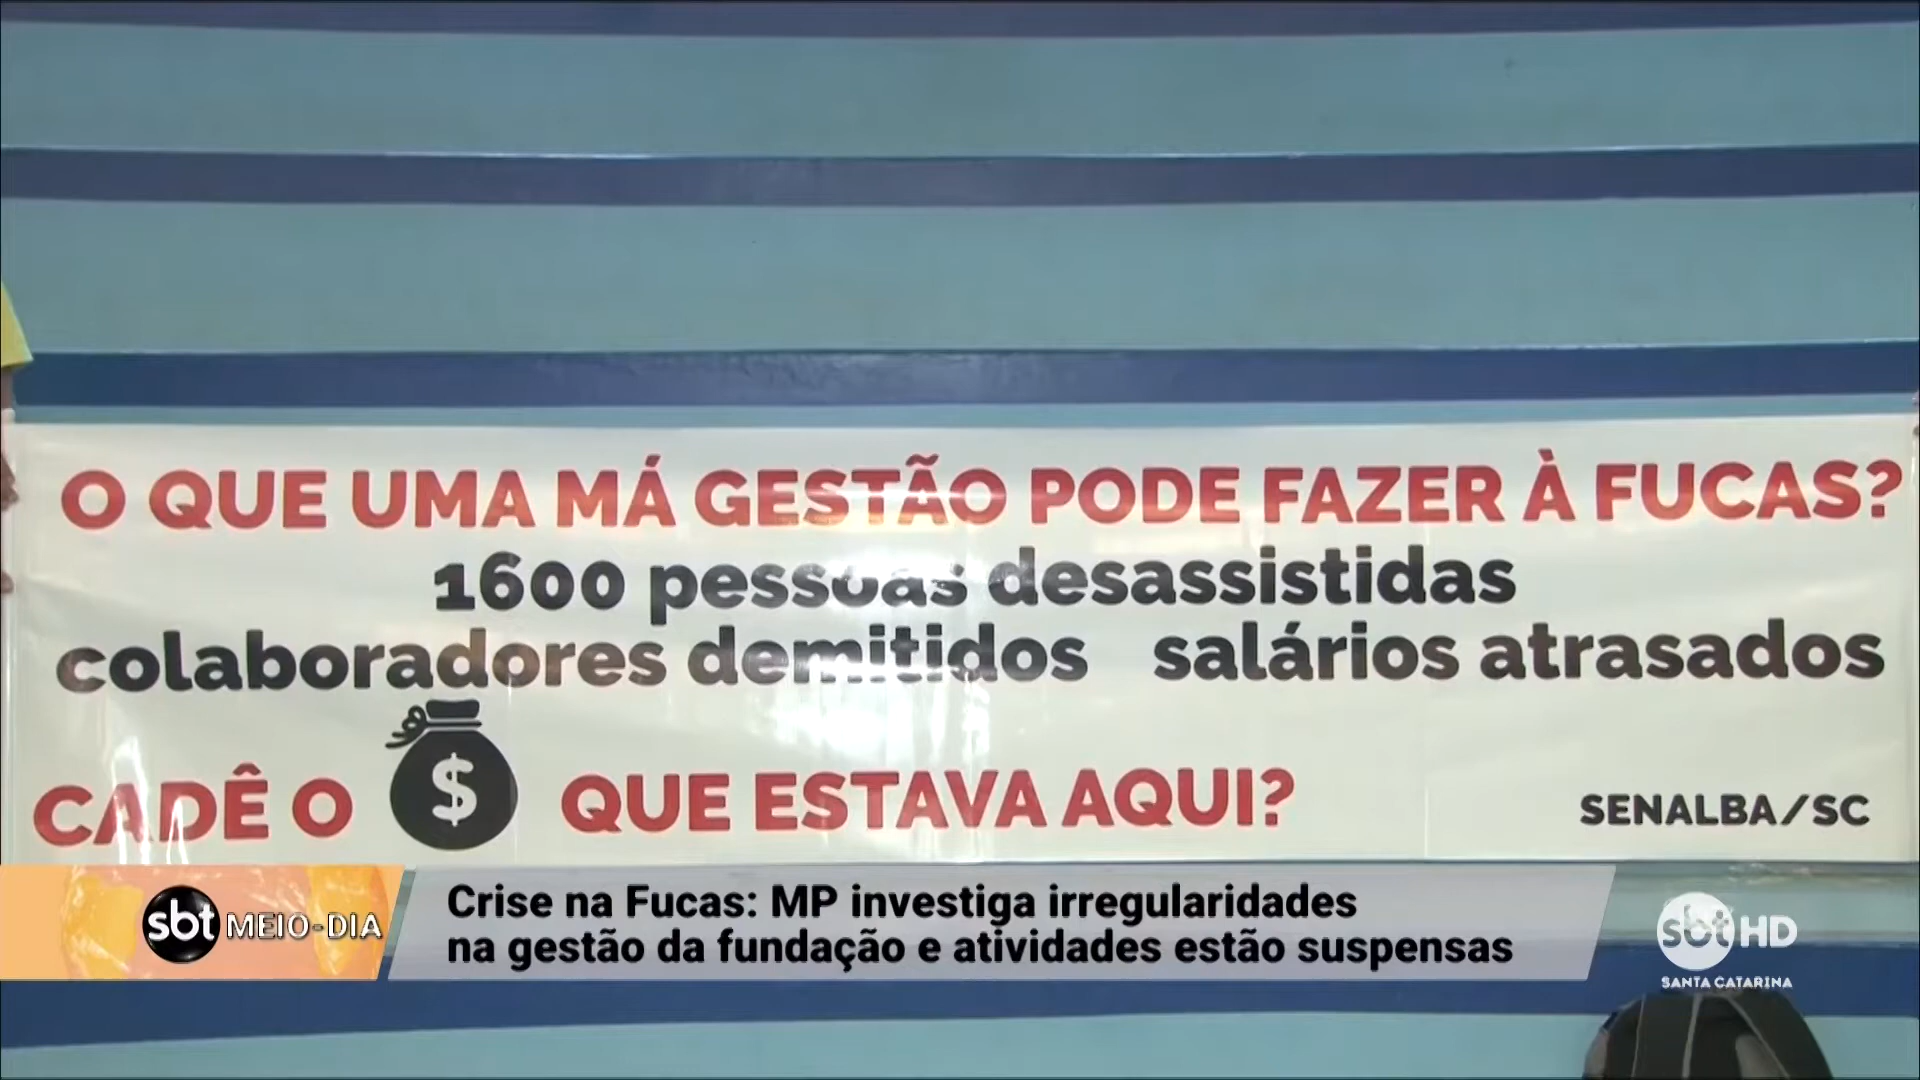 O QUE UMA MÁ GESTÃO PODE FAZER À FUCAS?
1600 pessoas desassistidas
colaboradores demitidos salários atrasados
CADÊ O $ QUE ESTAVA AQUI?
SENALBA/SC
sbt MEIO-DIA
Crise na Fucas: MP investiga irregularidades
na gestão da fundação e atividades estão suspensas
sbt HD
SANTA CATARINA